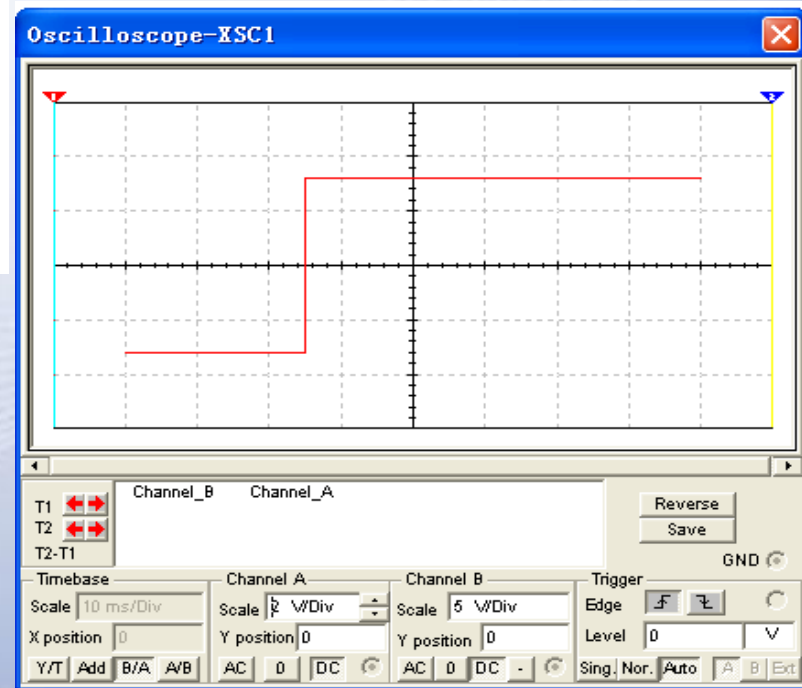 Oscilloscope-XSC1
1 2
Channel_B Channel_A
T1
T2
T2-T1
Reverse
Save
GND
Timebase
Scale 10 ms/Div
X position 0
Y/T Add B/A A/B
Channel A
Scale 2 V/Div
Y position 0
AC 0 DC
Channel B
Scale 5 V/Div
Y position 0
AC 0 DC -
Trigger
Edge
Level 0 V
Sing. Nor. Auto A B Ext